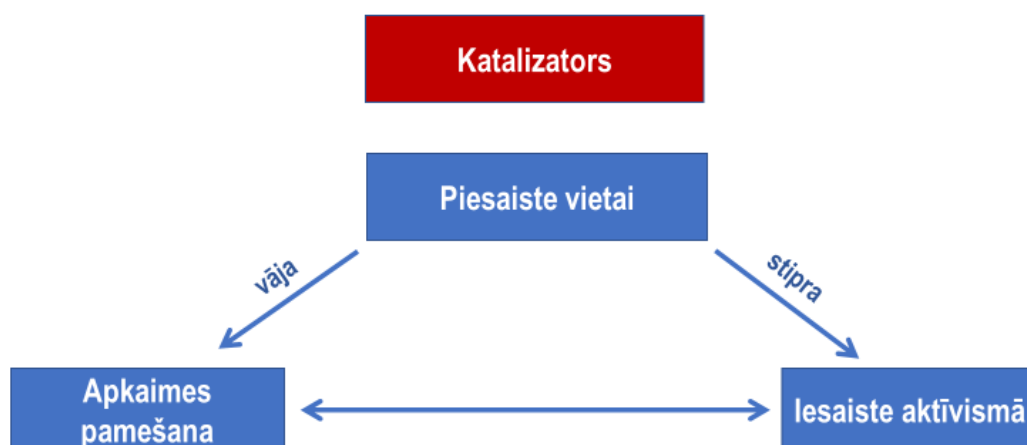 Katalizators
Piesaiste vietai
vāja
stipra
Apkaimes
pamešana
Iesaiste aktīvismā